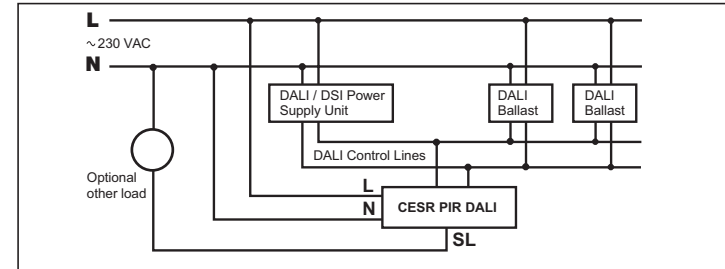 L
~230 VAC
N
DALI / DSI Power
Supply Unit
DALI
Ballast
DALI
Ballast
DALI Control Lines
Optional
other load
L
N
CESR PIR DALI
SL